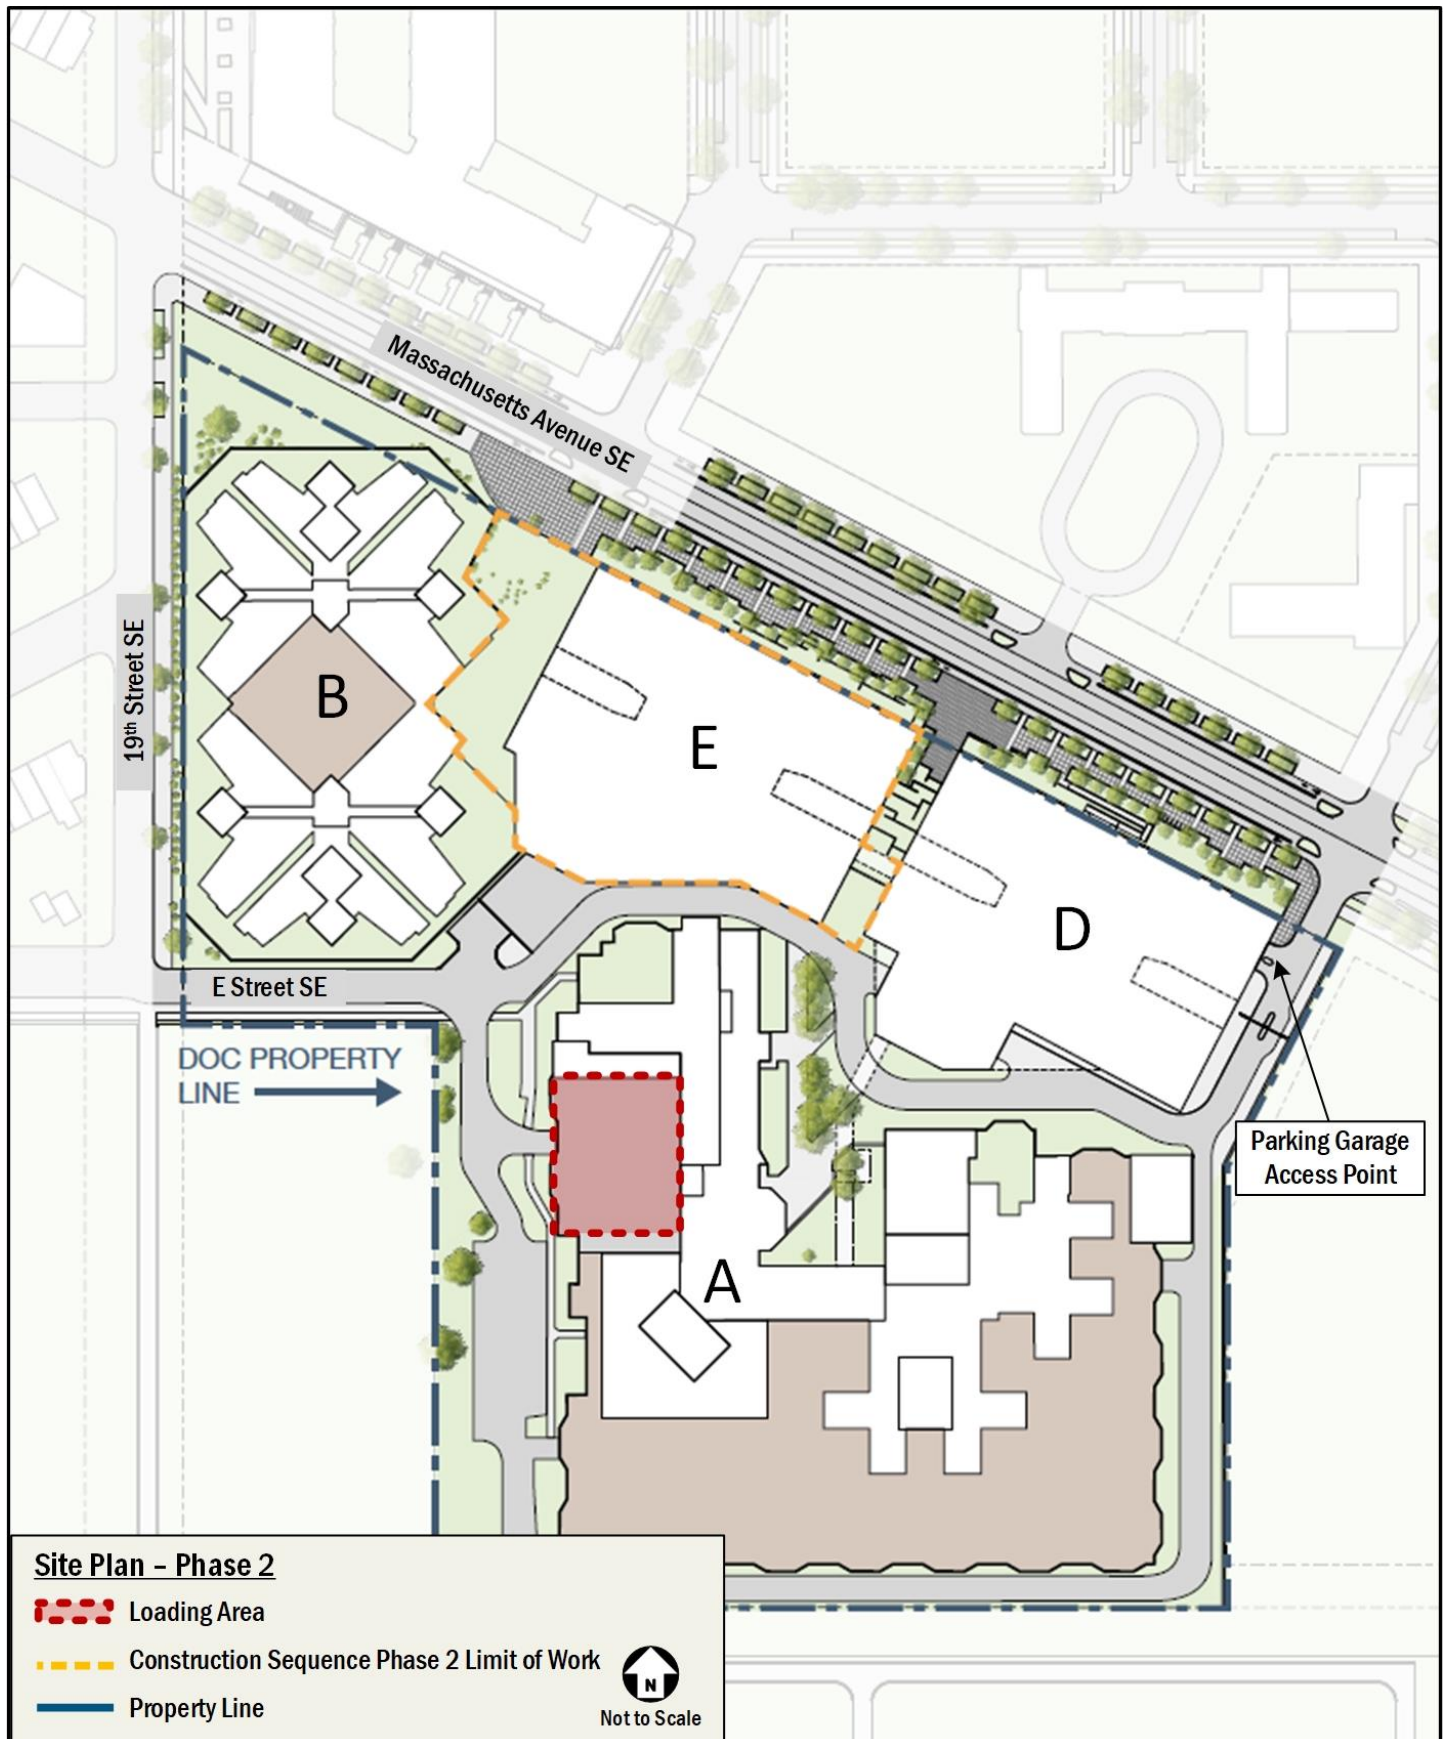 Massachusetts Avenue SE
19th Street SE
B
E
D
E Street SE
DOC PROPERTY
LINE
Parking Garage
Access Point
A
Site Plan – Phase 2
Loading Area
Construction Sequence Phase 2 Limit of Work
Property Line
N
Not to Scale